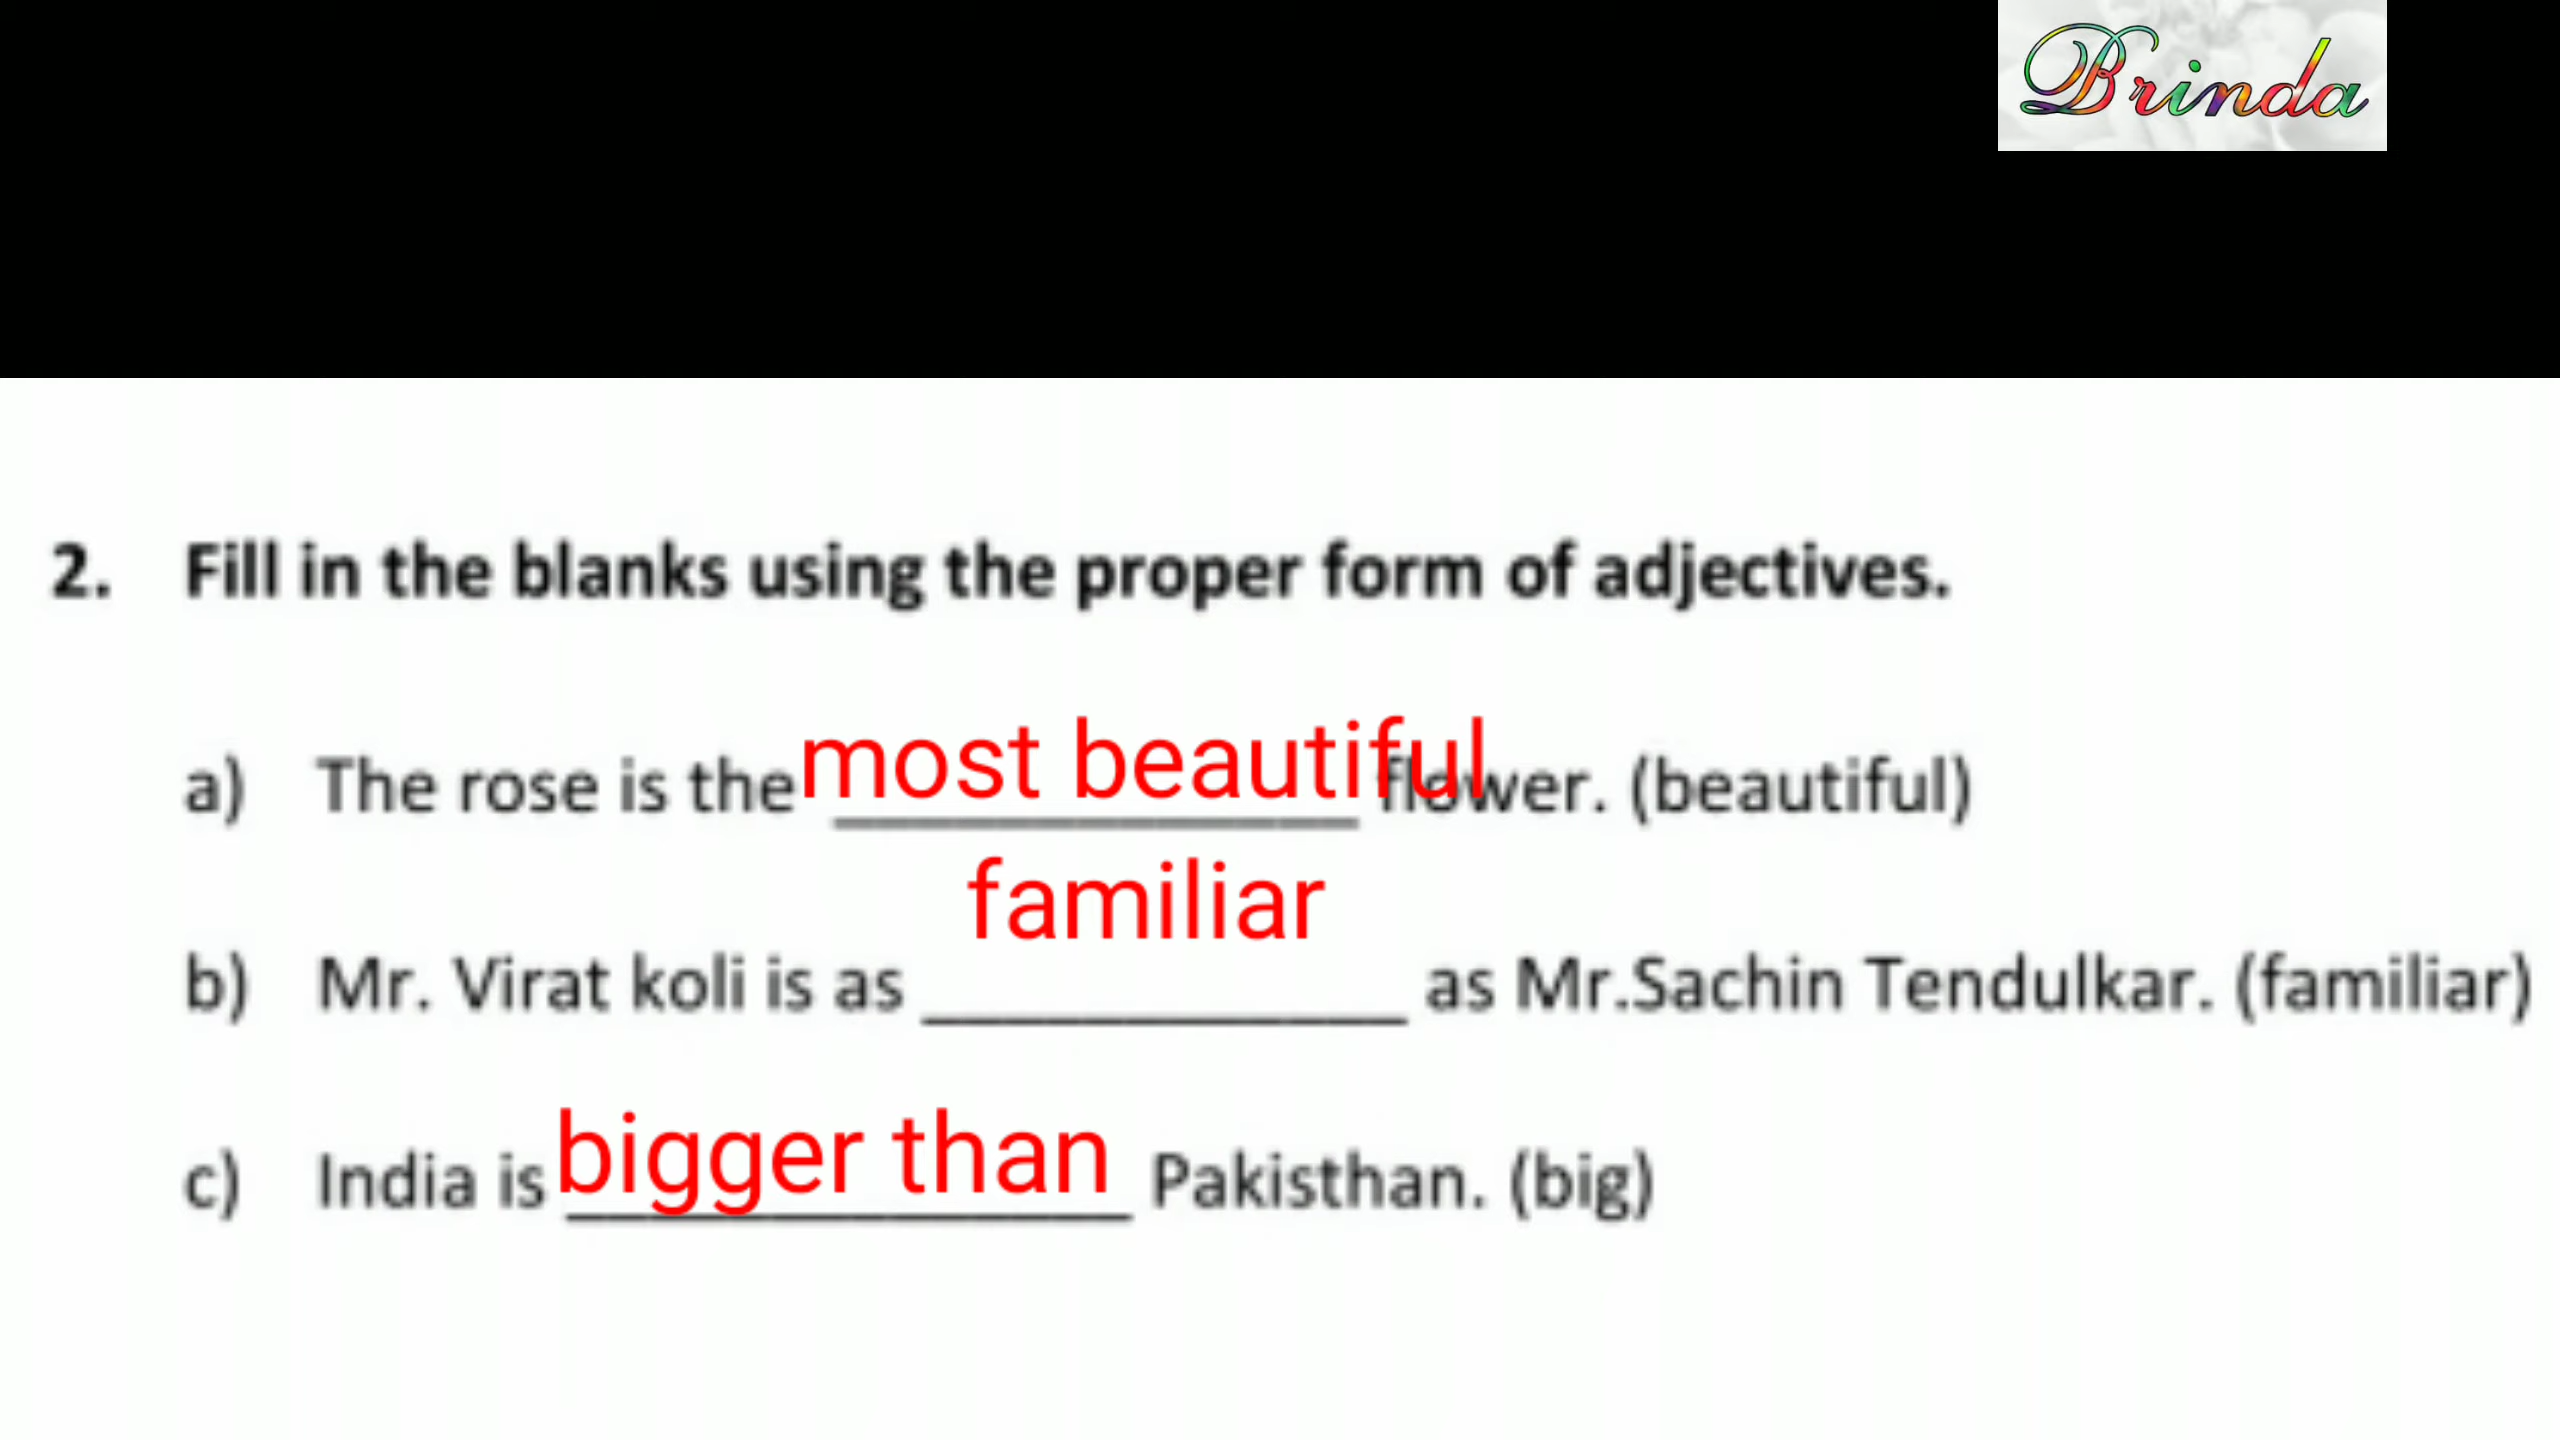 Brinda
2. Fill in the blanks using the proper form of adjectives.
a) The rose is the most beautiful flower. (beautiful)
familiar
b) Mr. Virat koli is as ____________ as Mr.Sachin Tendulkar. (familiar)
c) India is bigger than Pakisthan. (big)